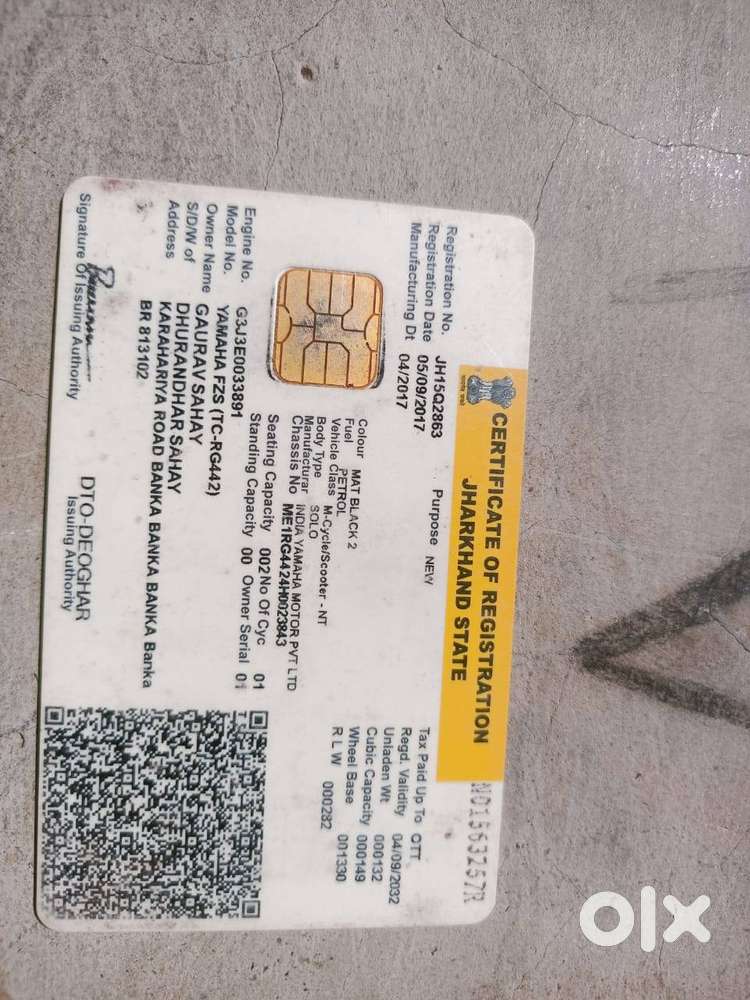 CERTIFICATE OF REGISTRATION
JHARKHAND STATE
N01563257R
Registration No. JH15Q2863 Purpose NEW
Registration Date 05/09/2017
Manufacturing Dt 04/2017
Tax Paid Up To OTT
Regd. Validity 04/09/2032
Unladen Wt 000132
Cubic Capacity 000149
Wheel Base 001330
R L W 000282
Colour MAT BLACK 2
Fuel PETROL
Vehicle Class M-Cycle/Scooter - NT
Body Type SOLO
Manufacturar INDIA YAMAHA MOTOR PVT LTD
Chassis No ME1RG4424H0023843
Seating Capacity 002 No Of Cyc 01
Standing Capacity 00 Owner Serial 01
Engine No. G3J3E0033891
Model No. YAMAHA FZS (TC-RG442)
Owner Name GAURAV SAHAY
S/D/W of DHURANDHAR SAHAY
Address KARAHARIYA ROAD BANKA BANKA BANKA Banka
BR 813102
Signature Of Issuing Authority
DTO-DEOGHAR
Issuing Authority
olx